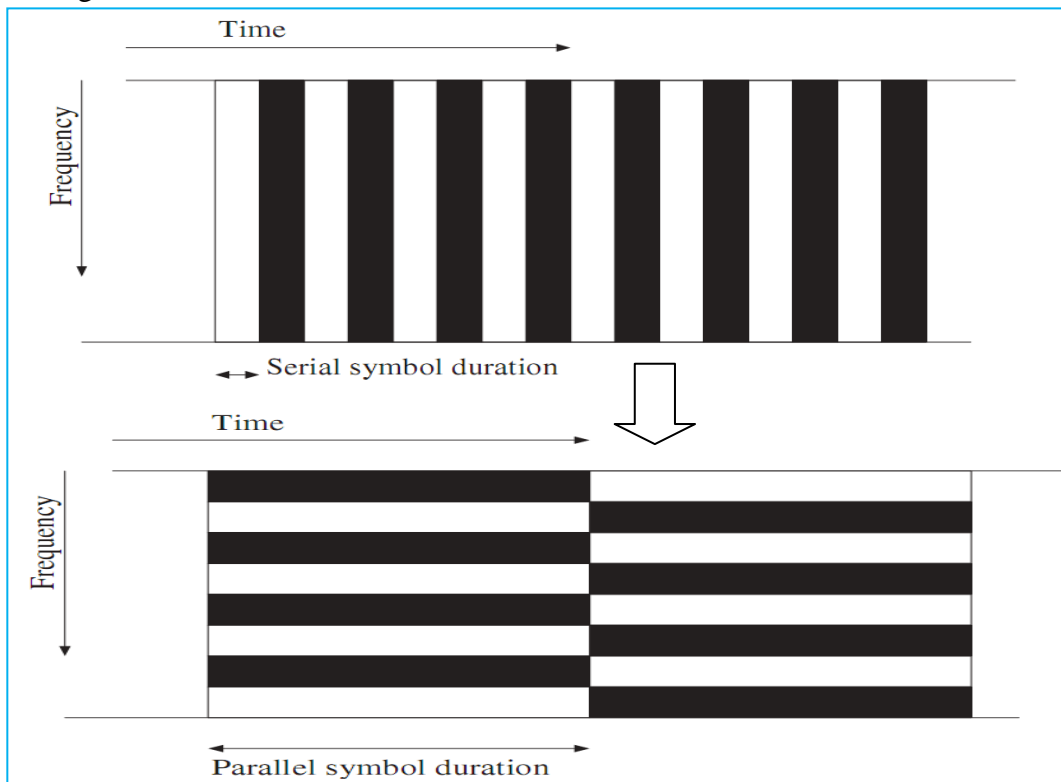 Time
Frequency
Serial symbol duration
Time
Frequency
Parallel symbol duration